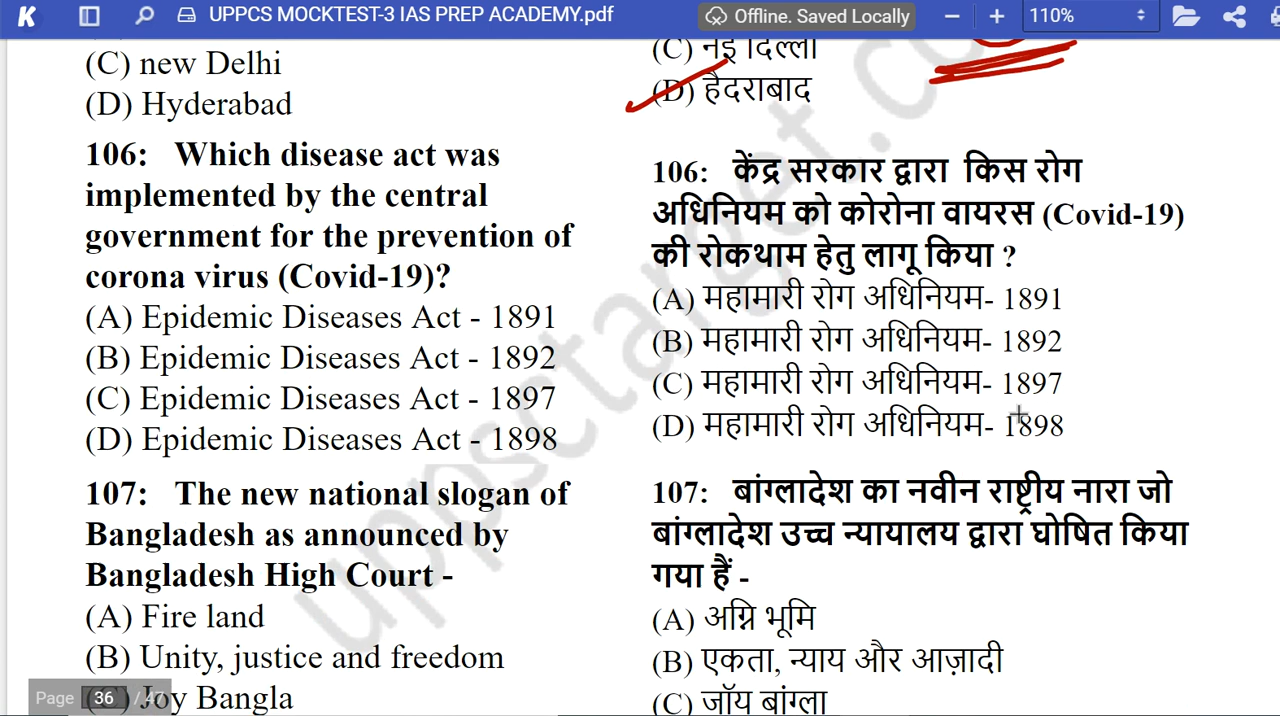 UPPCS MOCKTEST-3 IAS PREP ACADEMY.pdf
Offline. Saved Locally
110%
(C) new Delhi
(D) Hyderabad
106: Which disease act was
implemented by the central
government for the prevention of
corona virus (Covid-19)?
(A) Epidemic Diseases Act - 1891
(B) Epidemic Diseases Act - 1892
(C) Epidemic Diseases Act - 1897
(D) Epidemic Diseases Act - 1898
107: The new national slogan of
Bangladesh as announced by
Bangladesh High Court -
(A) Fire land
(B) Unity, justice and freedom
(C) Joy Bangla
(C) नई दिल्ली
(D) हैदराबाद
106: केंद्र सरकार द्वारा किस रोग
अधिनियम को कोरोना वायरस (Covid-19)
की रोकथाम हेतु लागू किया ?
(A) महामारी रोग अधिनियम- 1891
(B) महामारी रोग अधिनियम- 1892
(C) महामारी रोग अधिनियम- 1897
(D) महामारी रोग अधिनियम- 1898
107: बांग्लादेश का नवीन राष्ट्रीय नारा जो
बांग्लादेश उच्च न्यायालय द्वारा घोषित किया
गया हैं -
(A) अग्नि भूमि
(B) एकता, न्याय और आज़ादी
(C) जॉय बांग्ला
Page 36 / 47